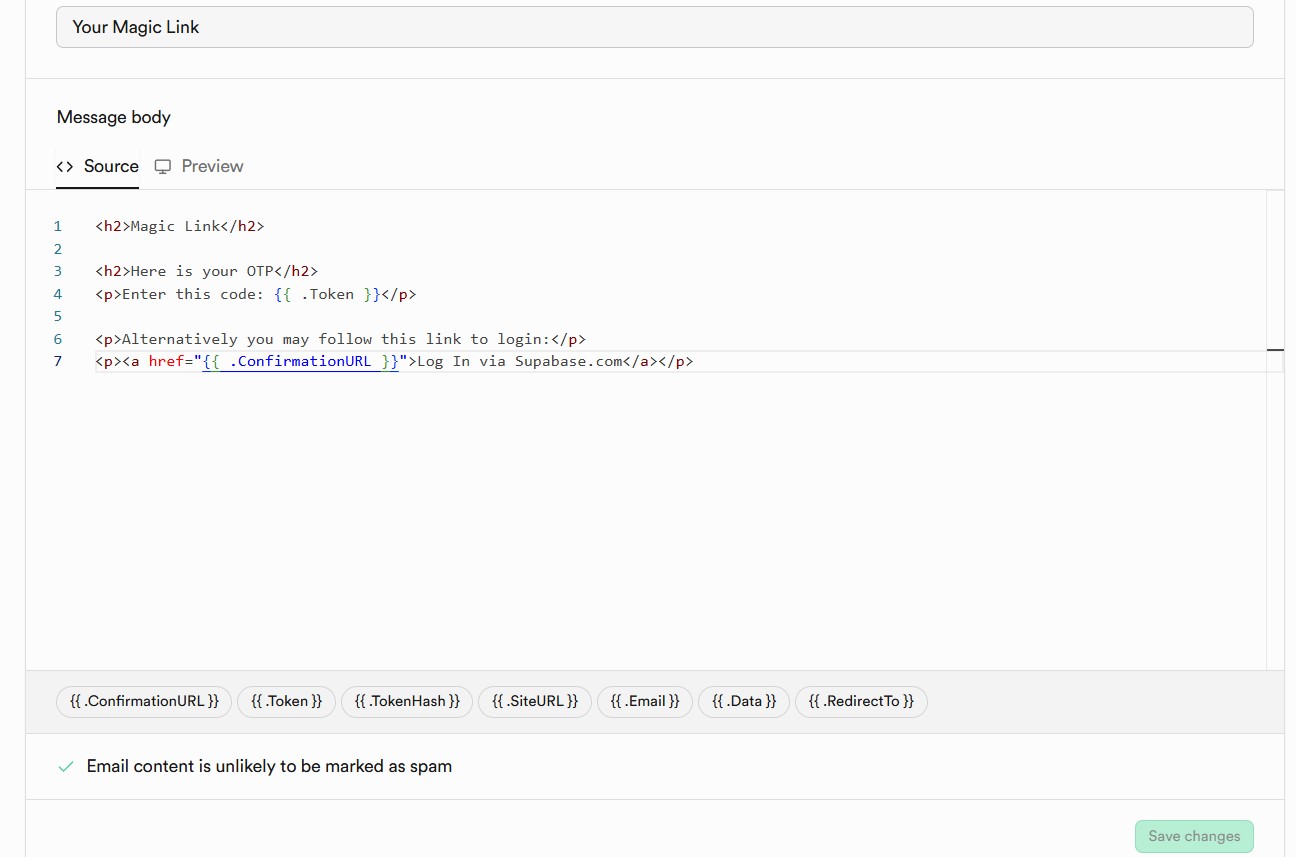 Your Magic Link
Message body
<> Source Preview
1 <h2>Magic Link</h2>
2
3 <h2>Here is your OTP</h2>
4 <p>Enter this code: {{ .Token }}</p>
5
6 <p>Alternatively you may follow this link to login:</p>
7 <p><a href="{{ .ConfirmationURL }}">Log In via Supabase.com</a></p>
{{ .ConfirmationURL }} {{ .Token }} {{ .TokenHash }} {{ .SiteURL }} {{ .Email }} {{ .Data }} {{ .RedirectTo }}
Email content is unlikely to be marked as spam
Save changes